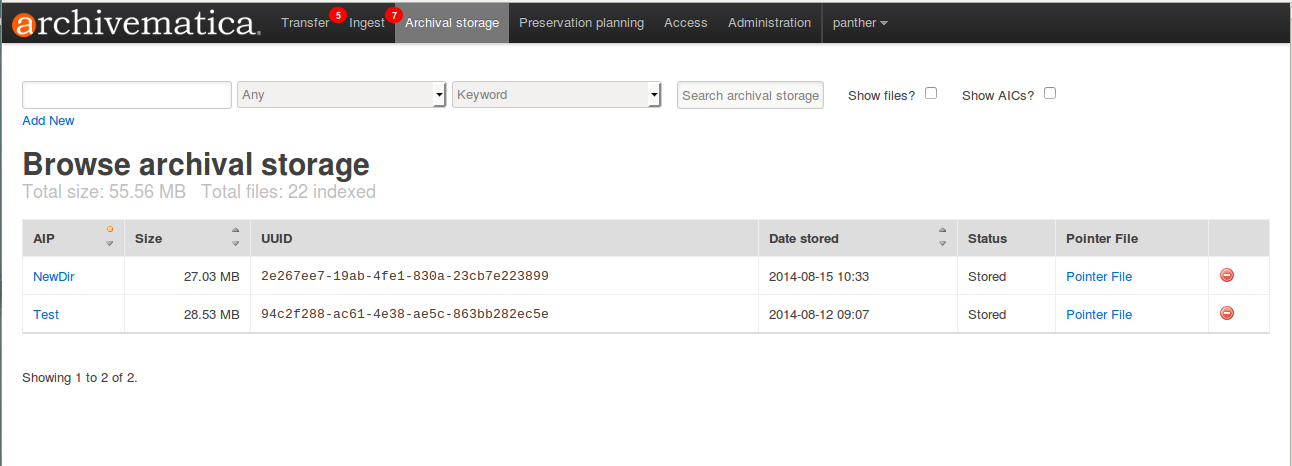 archivematica. Transfer 5 Ingest 7 Archival storage Preservation planning Access Administration panther
Any Keyword Search archival storage Show files? Show AICs?
Add New
Browse archival storage
Total size: 55.56 MB Total files: 22 indexed
AIP Size UUID Date stored Status Pointer File
NewDir 27.03 MB 2e267ee7-19ab-4fe1-830a-23cb7e223899 2014-08-15 10:33 Stored Pointer File
Test 28.53 MB 94c2f288-ac61-4e38-ae5c-863bb282ec5e 2014-08-12 09:07 Stored Pointer File
Showing 1 to 2 of 2.